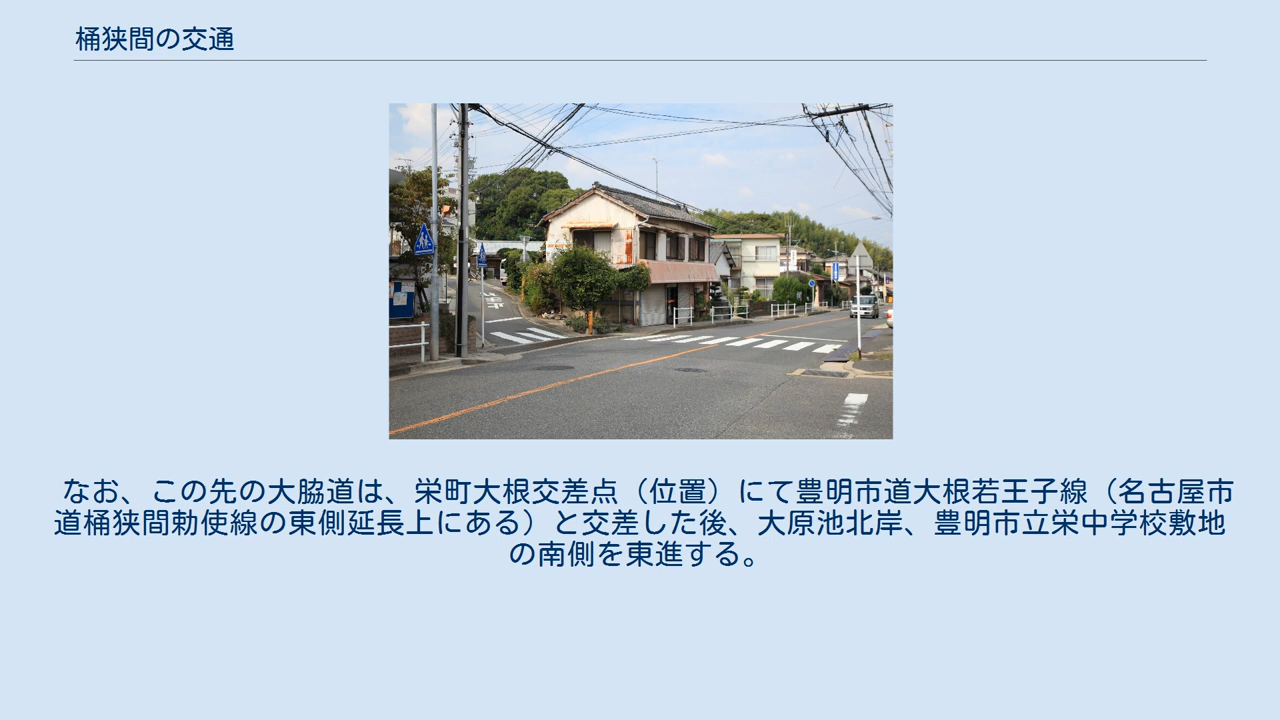 桶狭間の交通
なお、この先の大脇道は、栄町大根交差点（位置）にて豊明市道大根若王子線（名古屋市
道桶狭間勅使線の東側延長上にある）と交差した後、大原池北岸、豊明市立栄中学校敷地
の南側を東進する。